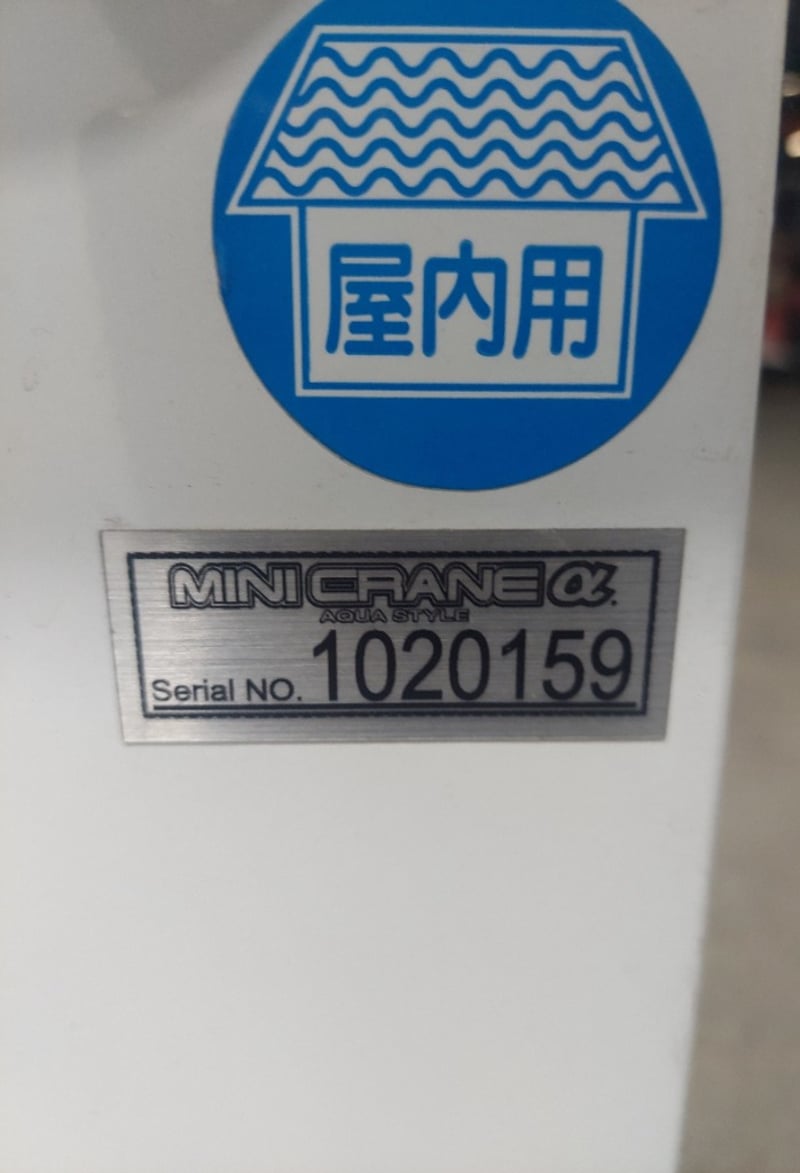 屋内用
MINI CRANE α.
AQUA STYLE
Serial NO. 1020159